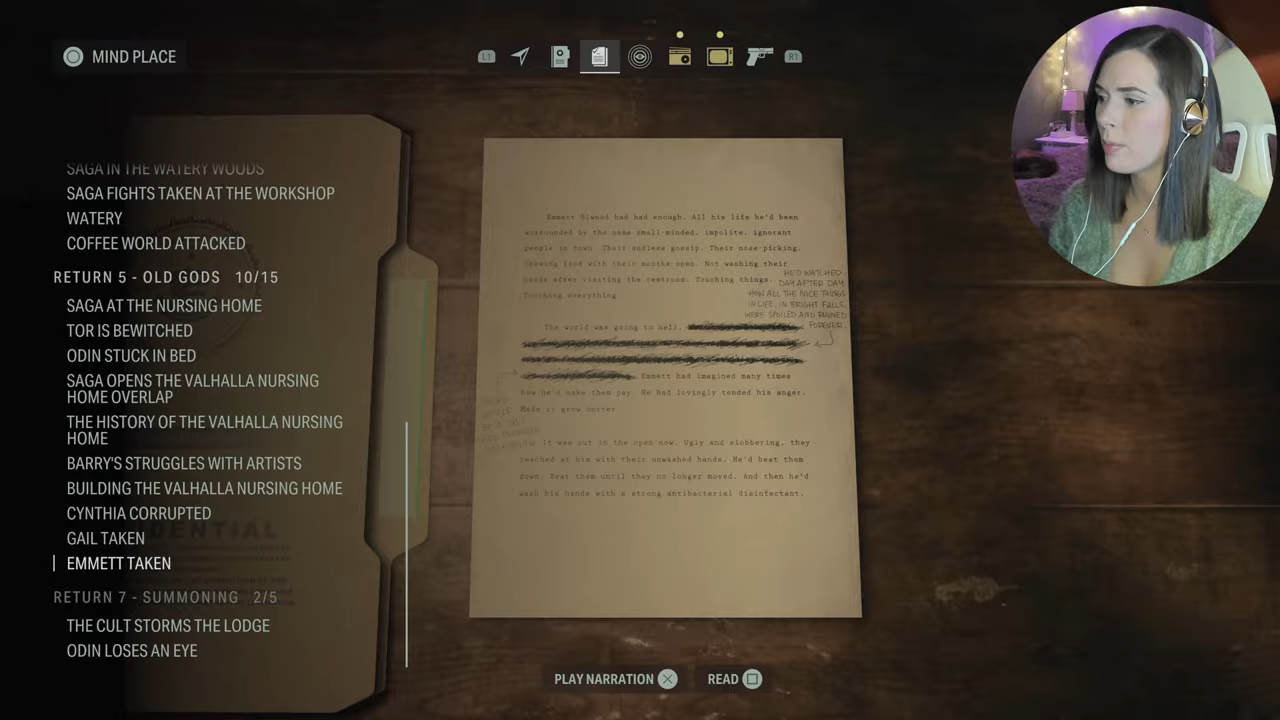 MIND PLACE
L1
R1
SAGA IN THE WATERY WOODS
SAGA FIGHTS TAKEN AT THE WORKSHOP
WATERY
COFFEE WORLD ATTACKED
RETURN 5 - OLD GODS 10/15
SAGA AT THE NURSING HOME
TOR IS BEWITCHED
ODIN STUCK IN BED
SAGA OPENS THE VALHALLA NURSING
HOME OVERLAP
THE HISTORY OF THE VALHALLA NURSING
HOME
BARRY'S STRUGGLES WITH ARTISTS
BUILDING THE VALHALLA NURSING HOME
CYNTHIA CORRUPTED
GAIL TAKEN
EMMETT TAKEN
RETURN 7 - SUMMONING 2/5
THE CULT STORMS THE LODGE
ODIN LOSES AN EYE
Emmett Elwood had had enough. All his life he'd been
surrounded by the same small-minded, impolite, ignorant
people in town. Their endless gossip. Their nose-picking.
Chewing food with their mouths open. Not washing their
hands after visiting the restroom. Touching things.
Touching everything
HE'D WATCHED
DAY AFTER DAY
HOW ALL THE NICE THINGS
IN LIFE, IN BRIGHT FALLS,
WERE SPOILED AND RUINED
FOREVER.
The world was going to hell.
Emmett had imagined many times
how he'd make them pay. He had lovingly tended his anger.
Made it grow hotter
It was out in the open now. Ugly and slobbering, they
reached at him with their unwashed hands. He'd beat them
down. Beat them until they no longer moved. And then he'd
wash his hands with a strong antibacterial disinfectant.
PLAY NARRATION
READ